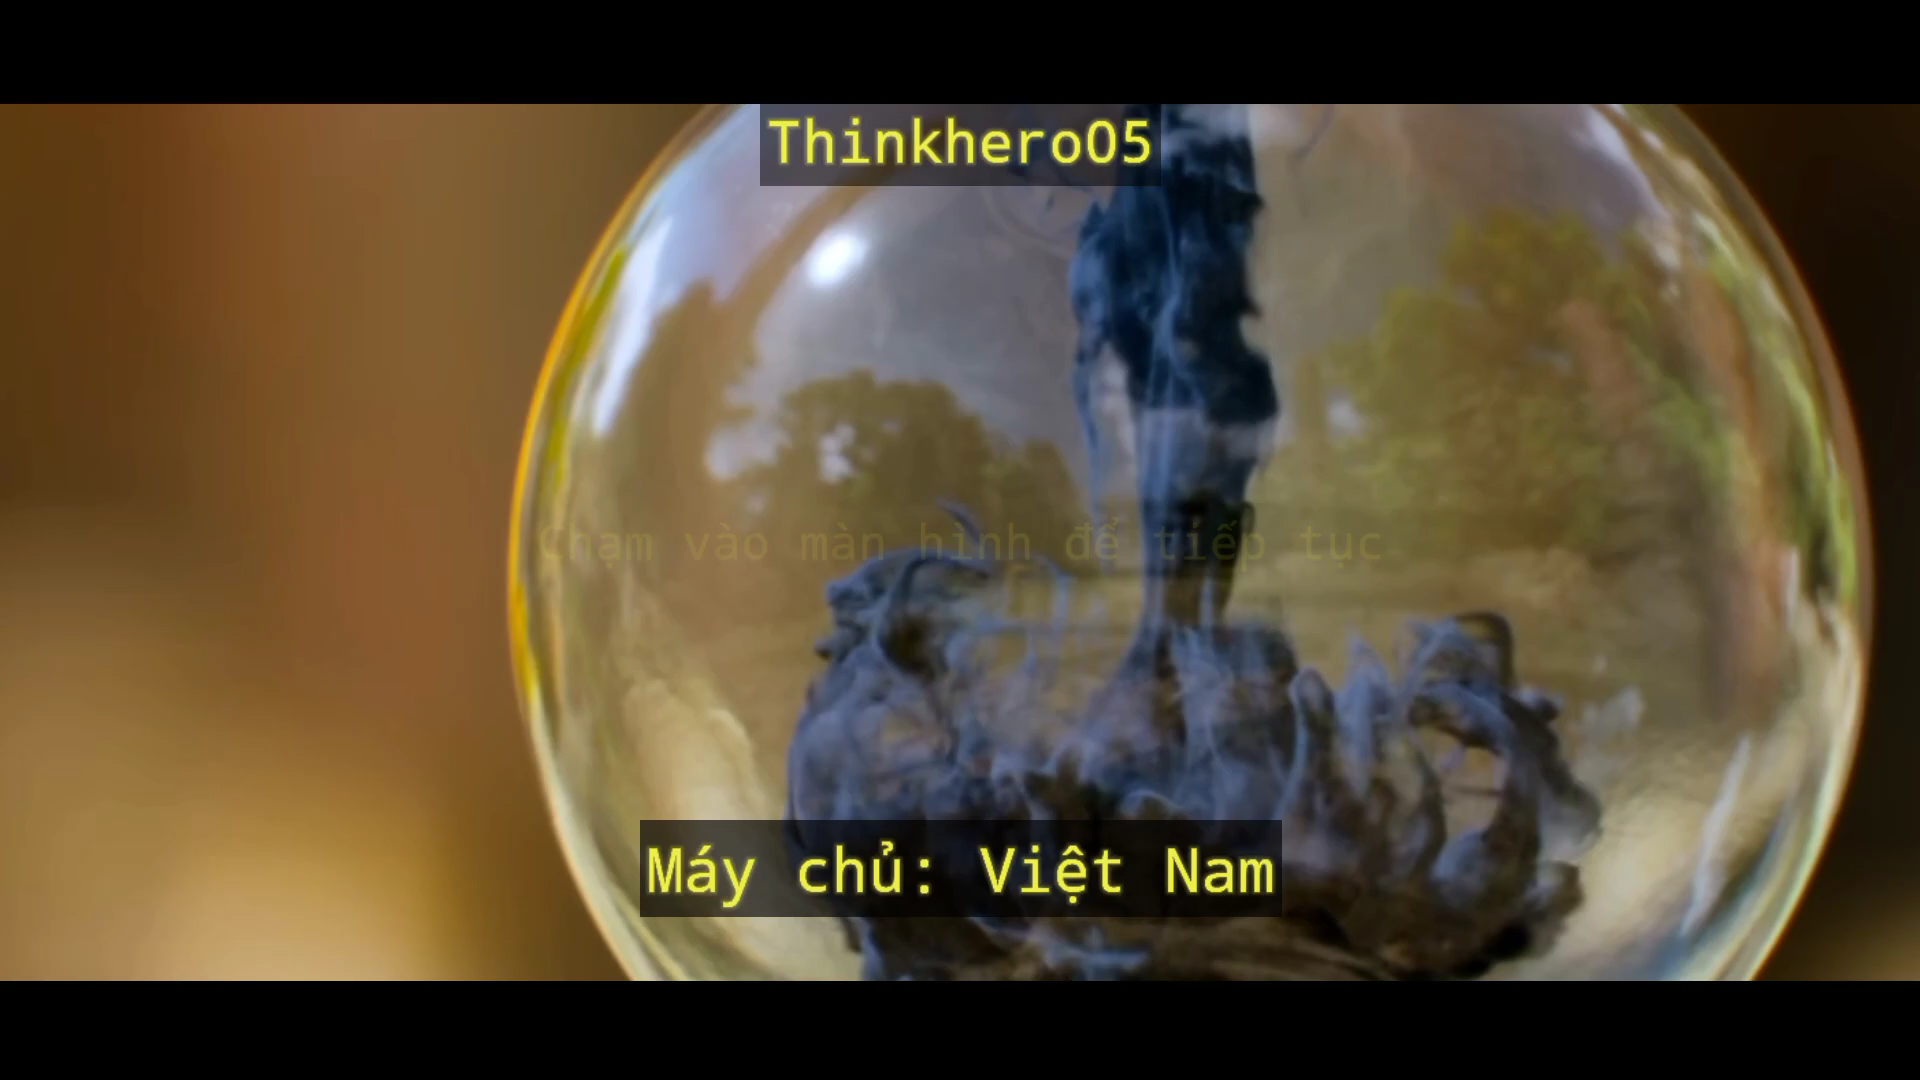 Thinkhero05
Chạm vào màn hình để tiếp tục
Máy chủ: Việt Nam